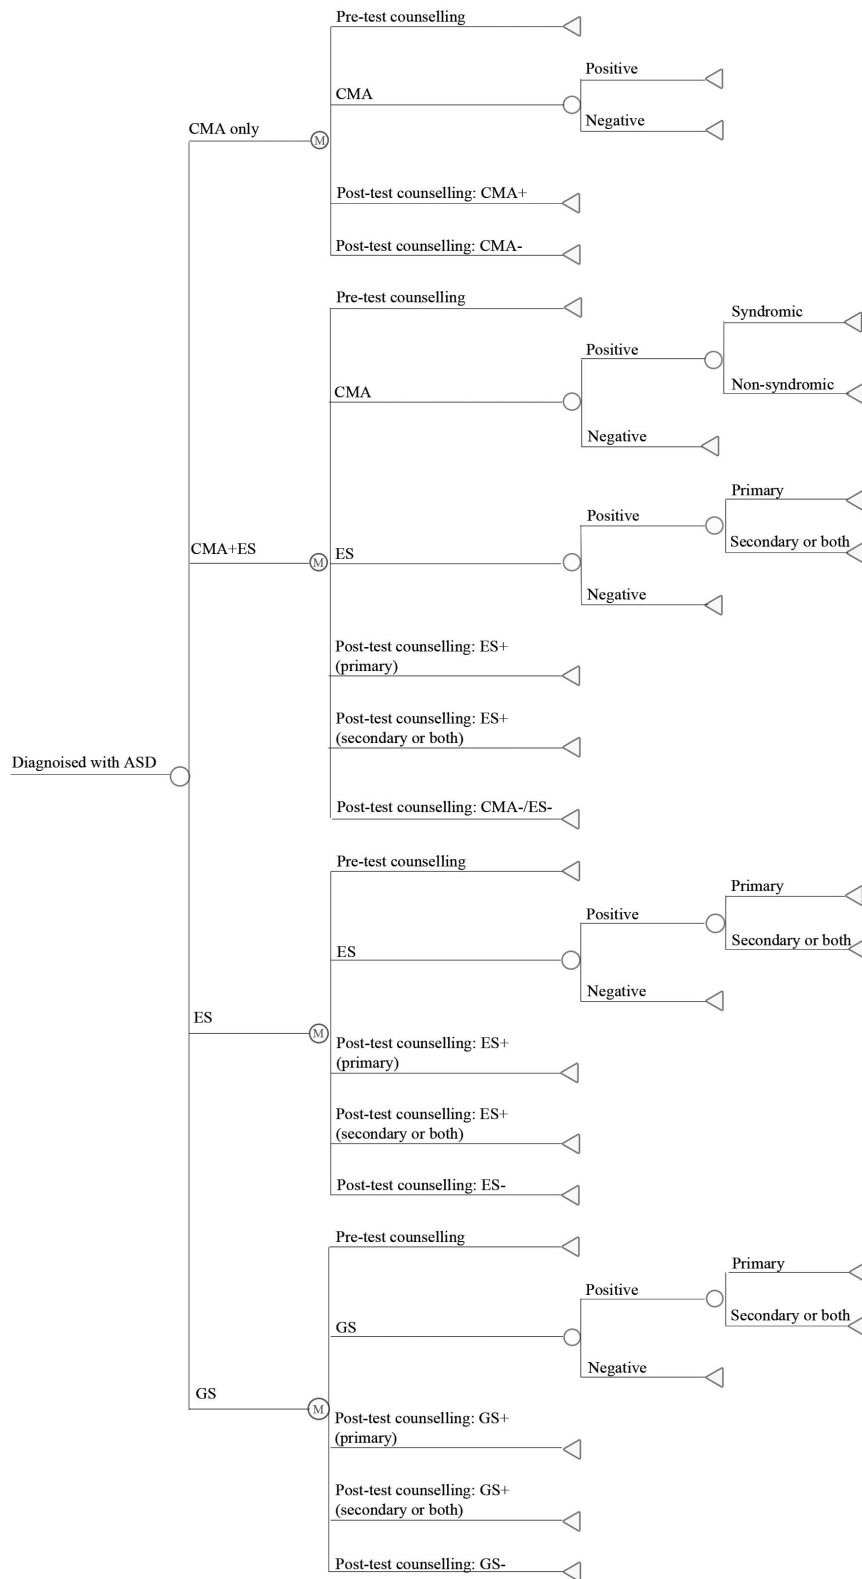 Pre-test counselling
CMA
Positive
Negative
CMA only
M
Post-test counselling: CMA+
Post-test counselling: CMA-
Pre-test counselling
CMA
Positive
Syndromic
Non-syndromic
Negative
CMA+ES
M
ES
Positive
Primary
Secondary or both
Negative
Post-test counselling: ES+
(primary)
Post-test counselling: ES+
(secondary or both)
Post-test counselling: CMA-/ES-
Diagnoised with ASD
Pre-test counselling
ES
Positive
Primary
Secondary or both
Negative
ES
M
Post-test counselling: ES+
(primary)
Post-test counselling: ES+
(secondary or both)
Post-test counselling: ES-
Pre-test counselling
GS
Positive
Primary
Secondary or both
Negative
GS
M
Post-test counselling: GS+
(primary)
Post-test counselling: GS+
(secondary or both)
Post-test counselling: GS-